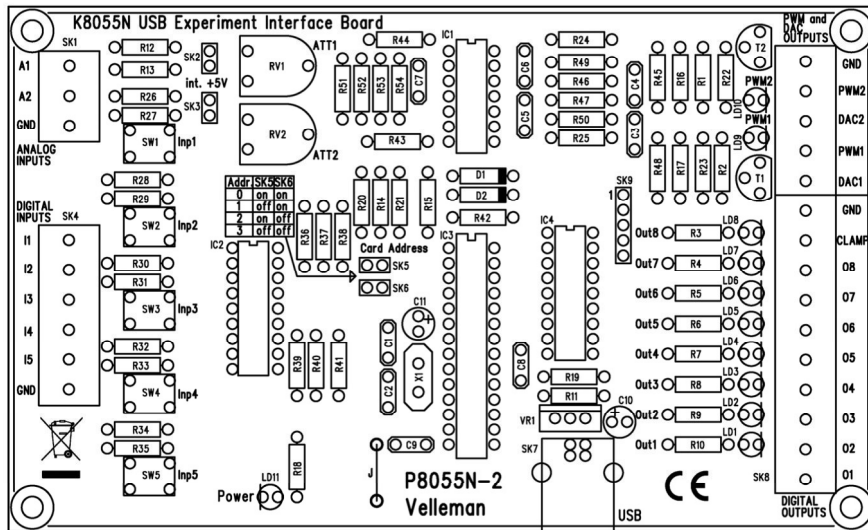 K8055N USB Experiment Interface Board
SK1
A1
A2
GND
ANALOG
INPUTS
R12
R13
R26
R27
SK2
int. +5V
SK3
SW1
Inp1
RV1
ATT1
RV2
ATT2
R44
R51
R52
R53
R54
C7
R43
IC1
C6
C5
R24
R49
R46
R47
R50
R25
C4
C3
R45
R16
R1
R22
R48
R17
R23
R2
T2
LD10
PWM2
LD9
PWM1
T1
PWM and
DAC
OUTPUTS
GND
PWM2
DAC2
PWM1
DAC1
DIGITAL
INPUTS
SK4
I1
I2
I3
I4
I5
GND
R28
R29
SW2
Inp2
R30
R31
SW3
Inp3
R32
R33
SW4
Inp4
R34
R35
SW5
Inp5
Addr SK5 SK6
0 on on
1 off on
2 on off
3 off off
IC2
R36
R37
R38
R20
R14
R21
R15
Card Address
SK5
SK6
D1
D2
R42
IC3
C11
C1
C2
X1
R39
R40
R41
R18
Power
LD11
J
C9
P8055N-2
Velleman
IC4
SK9
1
C8
R19
R11
VR1
C10
SK7
USB
Out8
R3
LD8
Out7
R4
LD7
Out6
R5
LD6
Out5
R6
LD5
Out4
R7
LD4
Out3
R8
LD3
Out2
R9
LD2
Out1
R10
LD1
CE
GND
CLAMP
O8
O7
O6
O5
O4
O3
O2
O1
SK8
DIGITAL
OUTPUTS